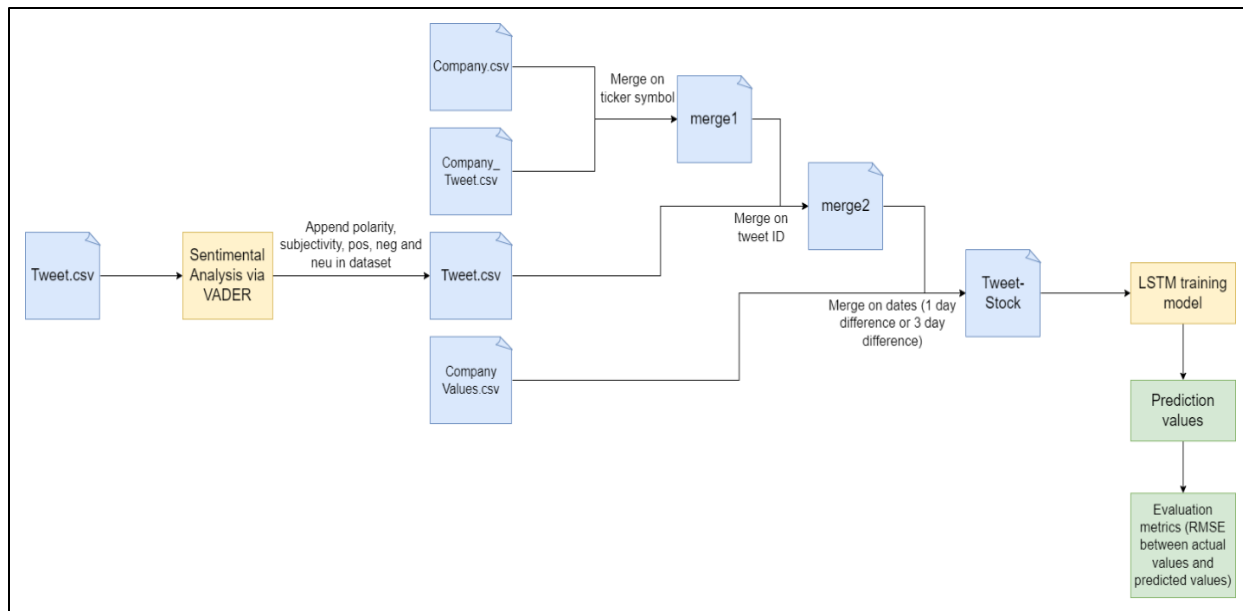 Company.csv
Merge on
ticker symbol
merge1
Company_
Tweet.csv
merge2
Merge on
tweet ID
Tweet.csv
Sentimental
Analysis via
VADER
Append polarity,
subjectivity, pos, neg and
neu in dataset
Tweet.csv
Tweet-
Stock
LSTM training
model
Merge on dates (1 day
difference or 3 day
difference)
Company
Values.csv
Prediction
values
Evaluation
metrics (RMSE
between actual
values and
predicted values)